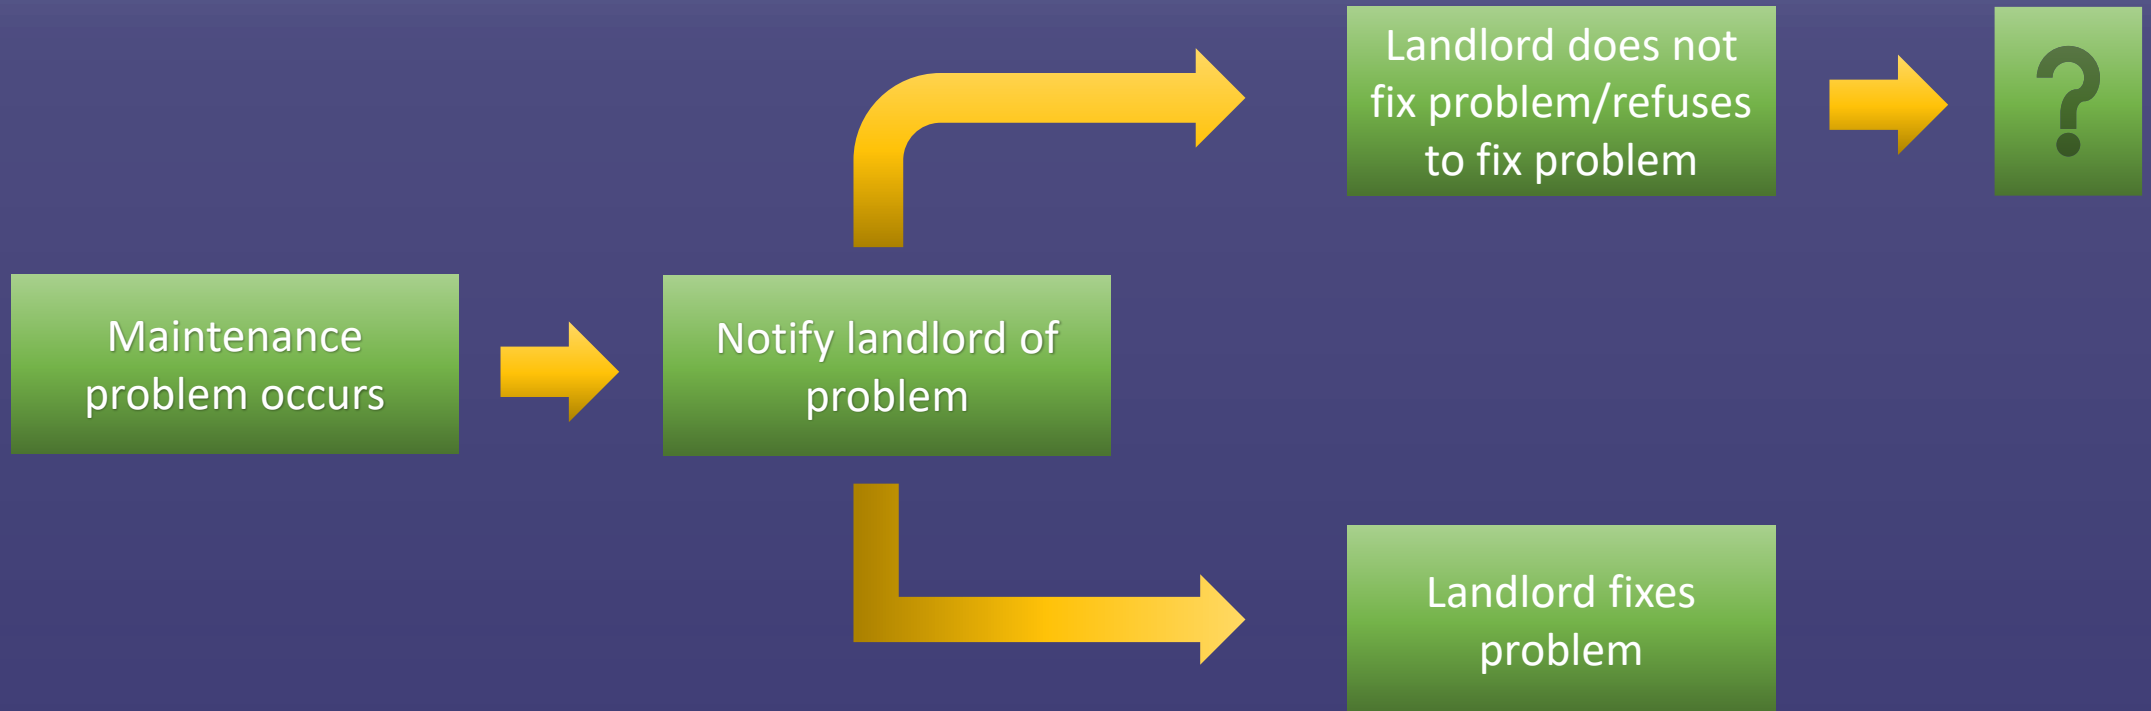 Maintenance
problem occurs
Notify landlord of
problem
Landlord does not
fix problem/refuses
to fix problem
?
Landlord fixes
problem